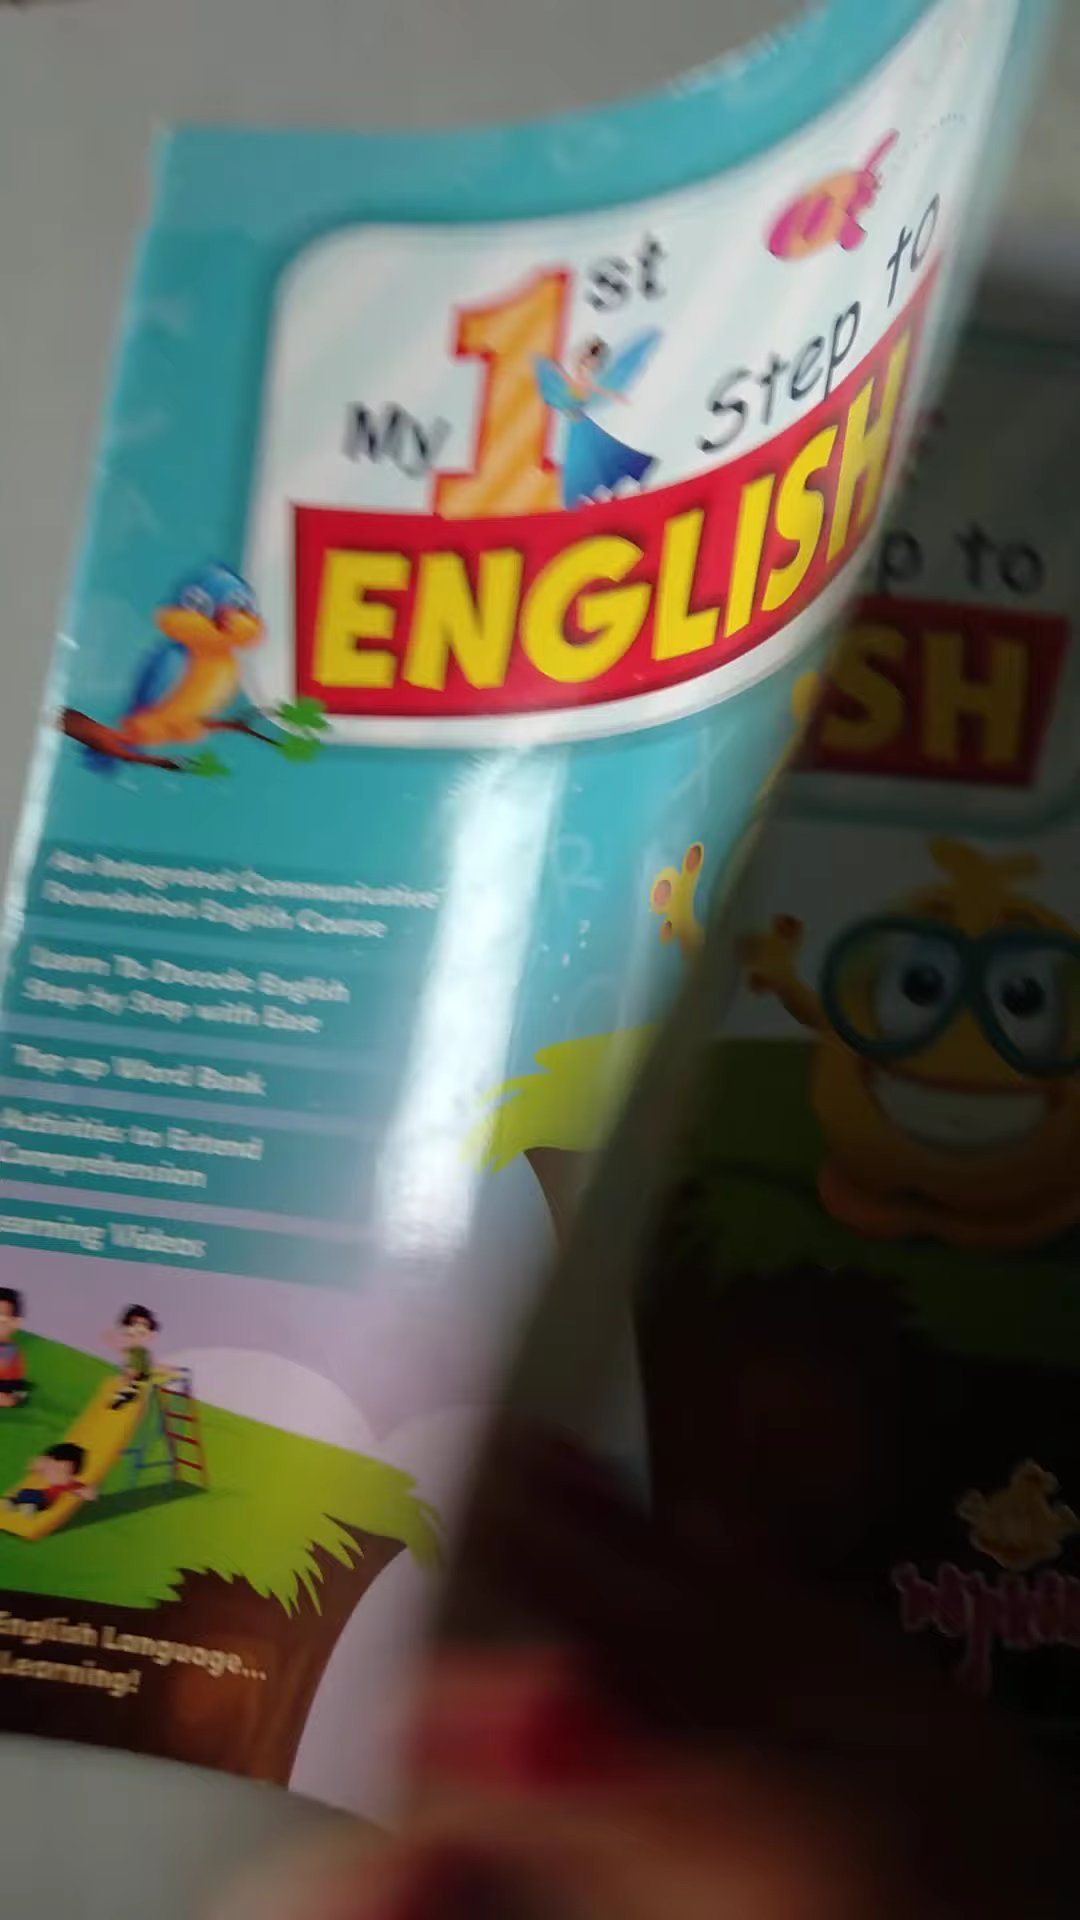 My 1st Step to
ENGLISH
An Integrated Communicative
Foundation English Course
Learn To Decode English
Step by Step with Ease
Top up Word Bank
Activities to Extend
Comprehension
Learning Videos
English Language...
Learning!
p to
SH